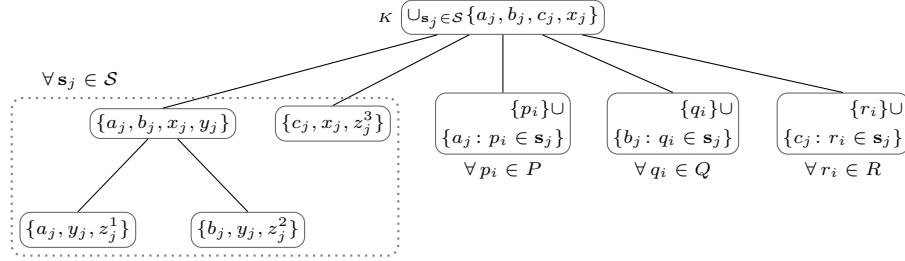 K ∪_{𝐬_j∈𝒮}{a_j, b_j, c_j, x_j}
∀ 𝐬_j ∈ 𝒮
{a_j, b_j, x_j, y_j}
{c_j, x_j, z_j^3}
{p_i}∪
{a_j : p_i ∈ 𝐬_j}
∀ p_i ∈ P
{q_i}∪
{b_j : q_i ∈ 𝐬_j}
∀ q_i ∈ Q
{r_i}∪
{c_j : r_i ∈ 𝐬_j}
∀ r_i ∈ R
{a_j, y_j, z_j^1}
{b_j, y_j, z_j^2}